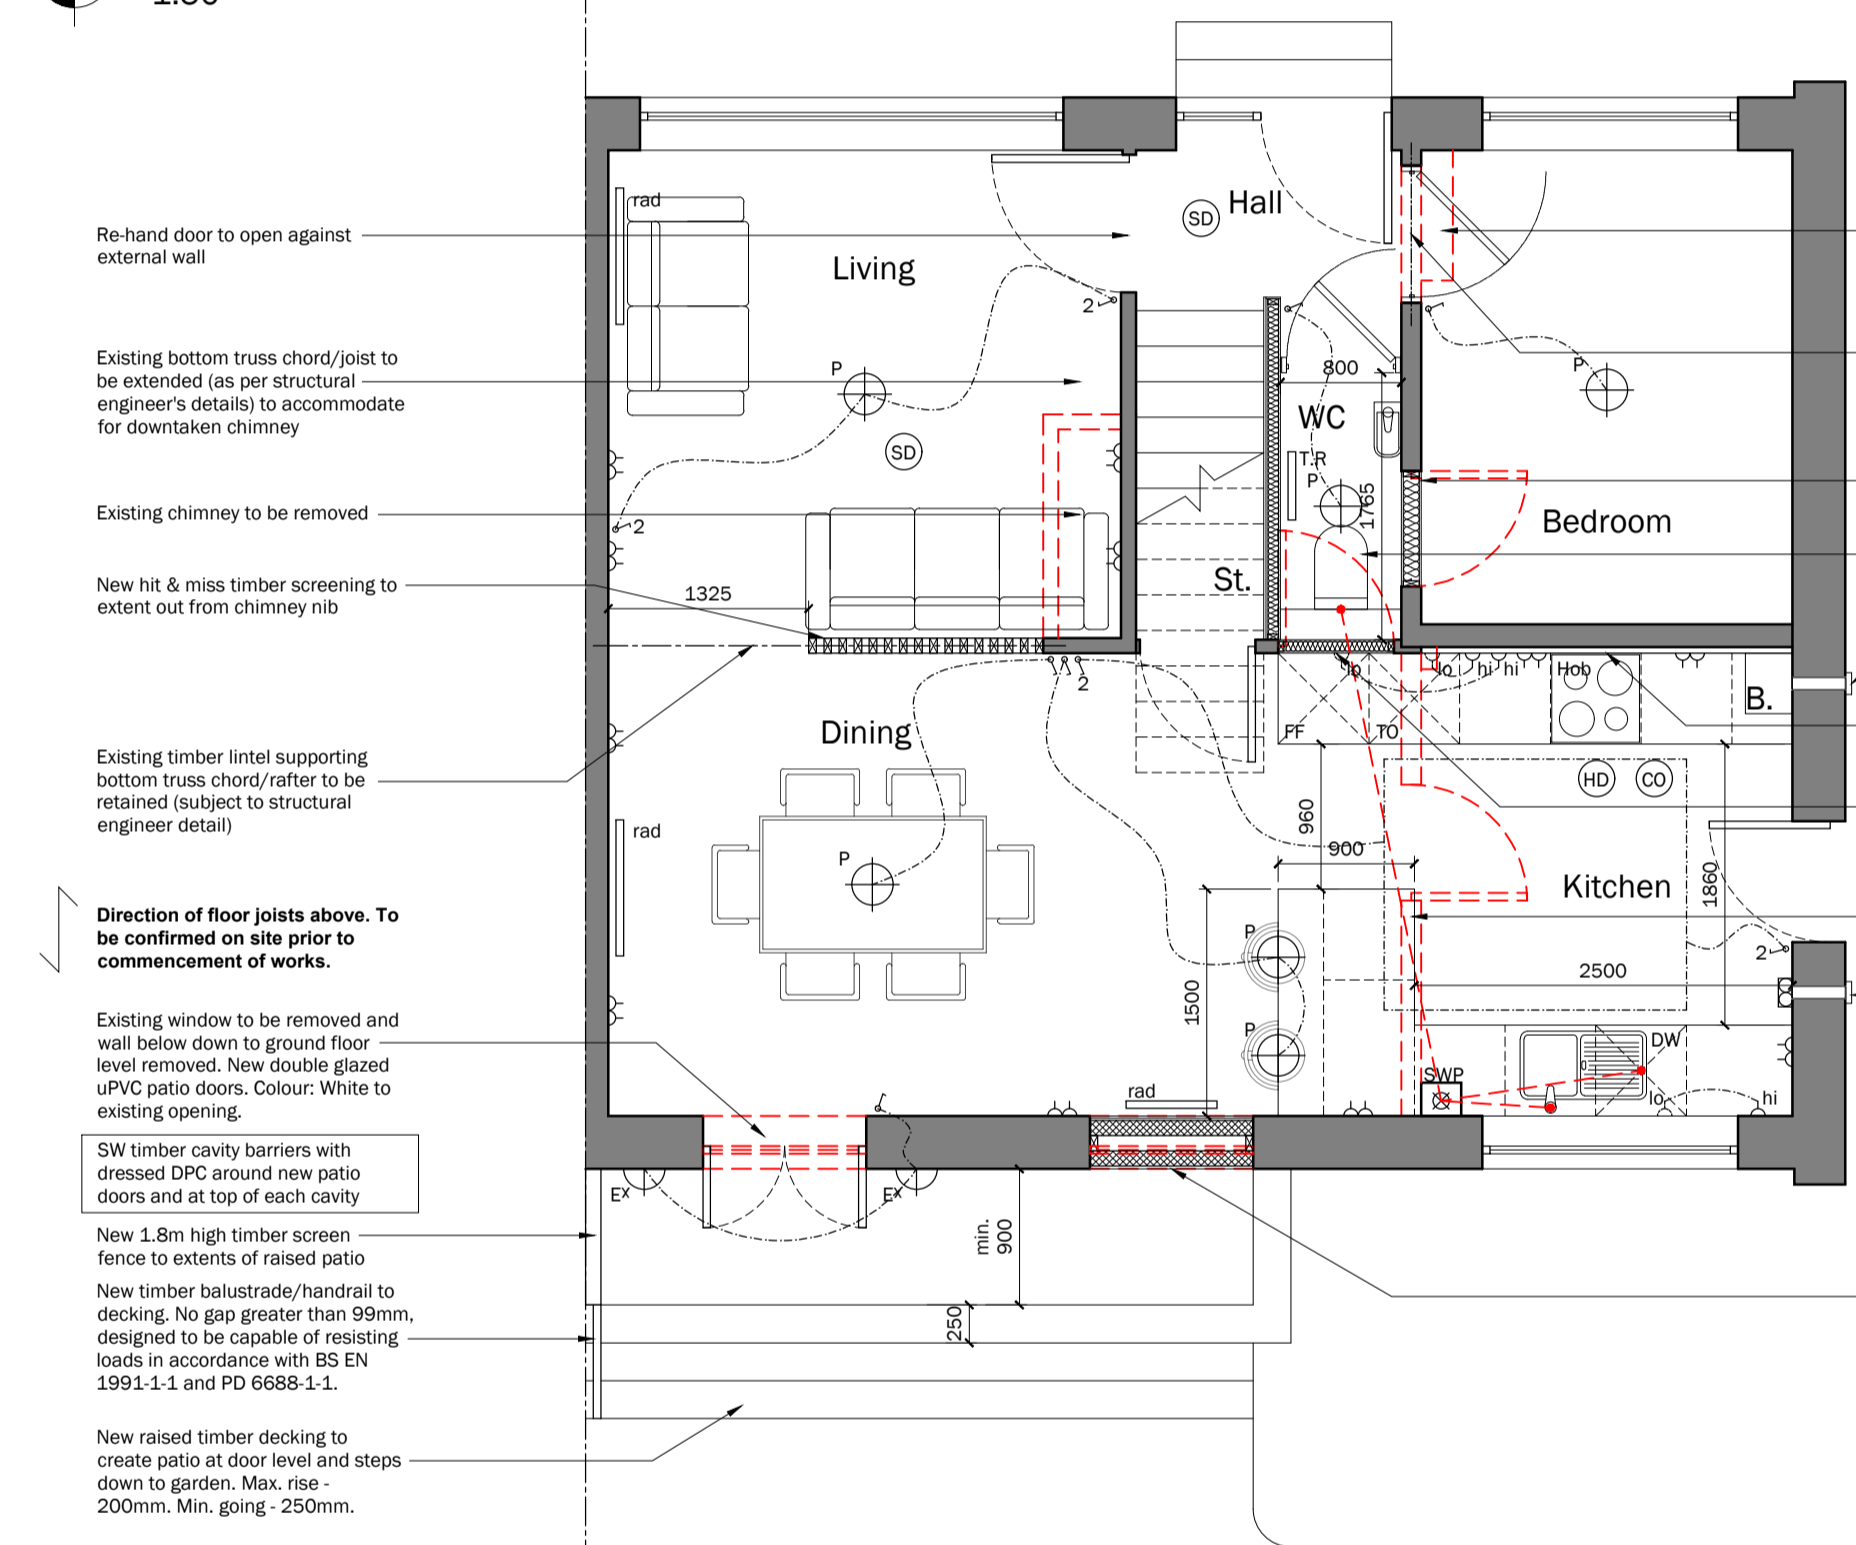 Re-hand door to open against
external wall
Existing bottom truss chord/joist to
be extended (as per structural
engineer's details) to accommodate
for downtaken chimney
Existing chimney to be removed
New hit & miss timber screening to
extent out from chimney nib
Existing timber lintel supporting
bottom truss chord/rafter to be
retained (subject to structural
engineer detail)
Direction of floor joists above. To
be confirmed on site prior to
commencement of works.
Existing window to be removed and
wall below down to ground floor
level removed. New double glazed
uPVC patio doors. Colour: White to
existing opening.
SW timber cavity barriers with
dressed DPC around new patio
doors and at top of each cavity
New 1.8m high timber screen
fence to extents of raised patio
New timber balustrade/handrail to
decking. No gap greater than 99mm,
designed to be capable of resisting
loads in accordance with BS EN
1991-1-1 and PD 6688-1-1.
New raised timber decking to
create patio at door level and steps
down to garden. Max. rise -
200mm. Min. going - 250mm.
rad
Living
SD
Hall
2
P
SD
2
1325
800
WC
T.R
P
1765
St.
P
Bedroom
2
Dining
lo
lo
hi
hi
Hob
B.
FF
TO
HD
CO
960
900
1860
Kitchen
rad
P
P
2
2500
1500
P
DW
SWP
lo
hi
rad
EX
EX
min.
900
250